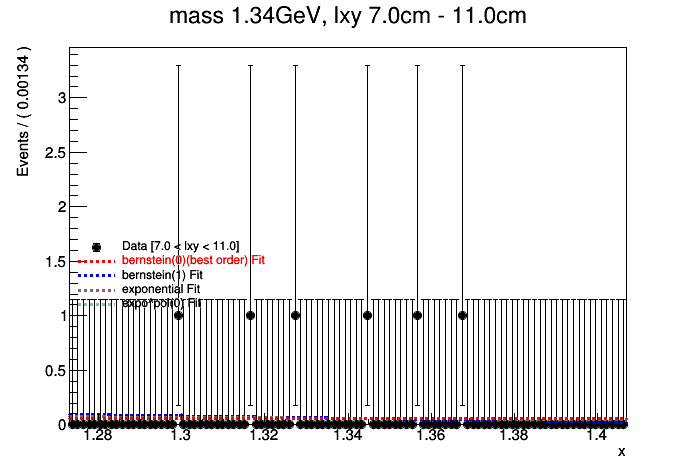 mass 1.34GeV, lxy 7.0cm - 11.0cm
Events / ( 0.00134 )
3
2.5
2
Data [7.0 < lxy < 11.0]
1.5
bernstein(0)(best order) Fit
bernstein(1) Fit
exponential Fit
expo*pol(0) Fit
1
0.5
0
1.28 1.3 1.32 1.34 1.36 1.38 1.4
x